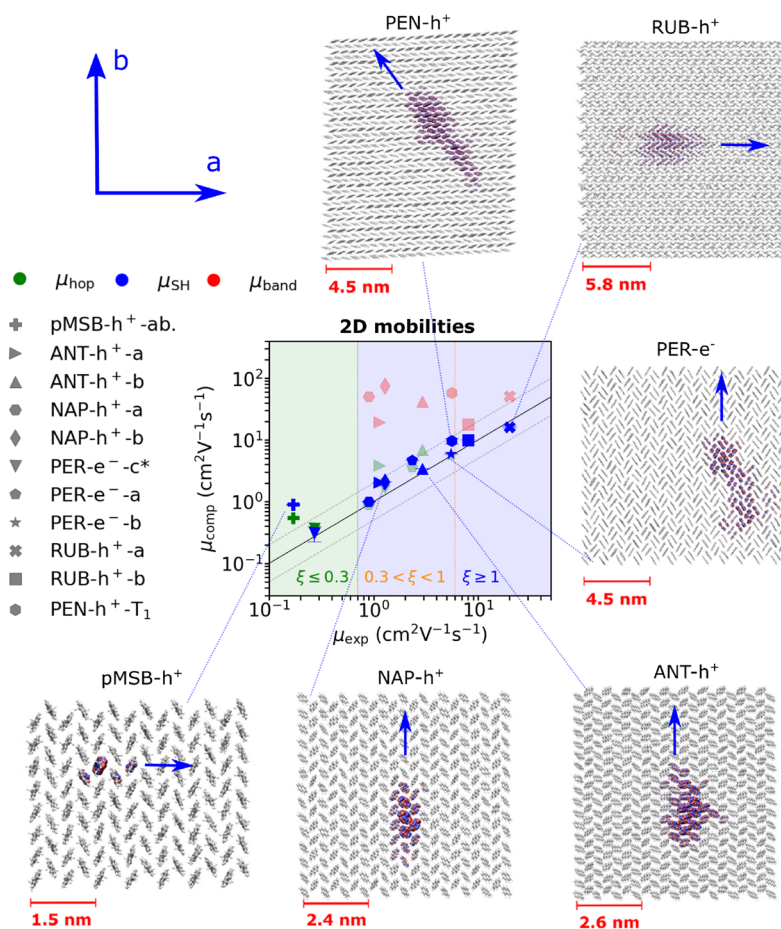 PEN-h⁺
RUB-h⁺
b
a
4.5 nm
5.8 nm
μhop
μSH
μband
pMSB-h⁺-ab.
ANT-h⁺-a
ANT-h⁺-b
NAP-h⁺-a
NAP-h⁺-b
PER-e⁻-c*
PER-e⁻-a
PER-e⁻-b
RUB-h⁺-a
RUB-h⁺-b
PEN-h⁺-T₁
2D mobilities
μcomp (cm²V⁻¹s⁻¹)
10²
10¹
10⁰
10⁻¹
ξ ≤ 0.3
0.3 < ξ < 1
ξ ≥ 1
10⁻¹
10⁰
10¹
μexp (cm²V⁻¹s⁻¹)
PER-e⁻
4.5 nm
pMSB-h⁺
NAP-h⁺
ANT-h⁺
1.5 nm
2.4 nm
2.6 nm